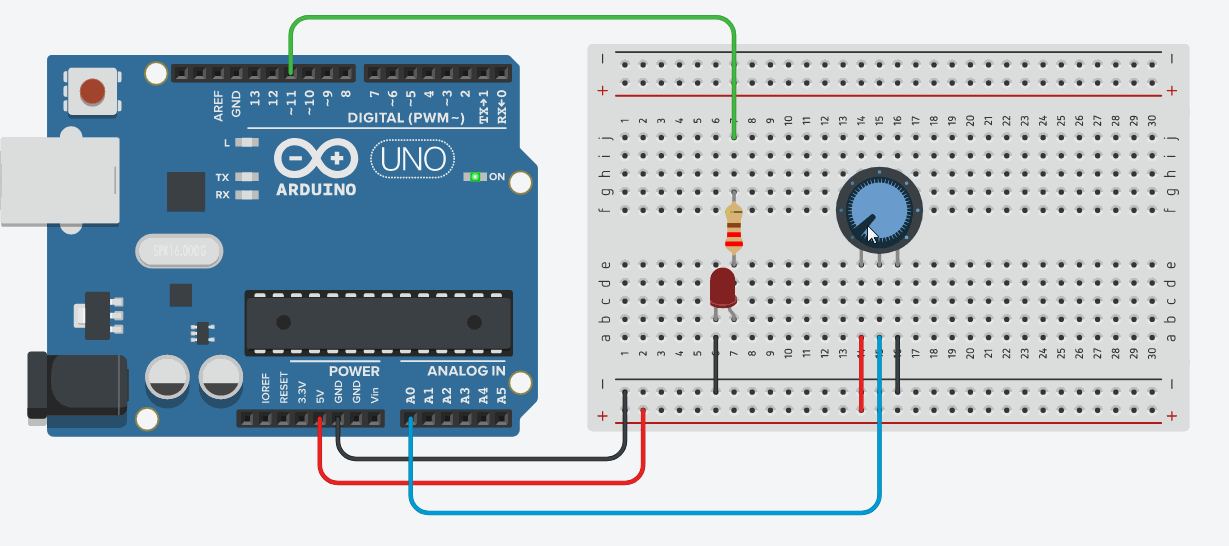 AREF
GND
13
12
~11
~10
~9
8
7
~6
~5
4
~3
2
TX→1
RX←0
DIGITAL (PWM~)
L
TX
RX
ARDUINO
UNO
ON
SPK16.000G
POWER
ANALOG IN
IOREF
RESET
3.3V
5V
GND
GND
Vin
A0
A1
A2
A3
A4
A5
− −
+ +
1 2 3 4 5 6 7 8 9 10 11 12 13 14 15 16 17 18 19 20 21 22 23 24 25 26 27 28 29 30
j j
i i
h h
g g
f f
e e
d d
c c
b b
a a
1 2 3 4 5 6 7 8 9 10 11 12 13 14 15 16 17 18 19 20 21 22 23 24 25 26 27 28 29 30
− −
+ +